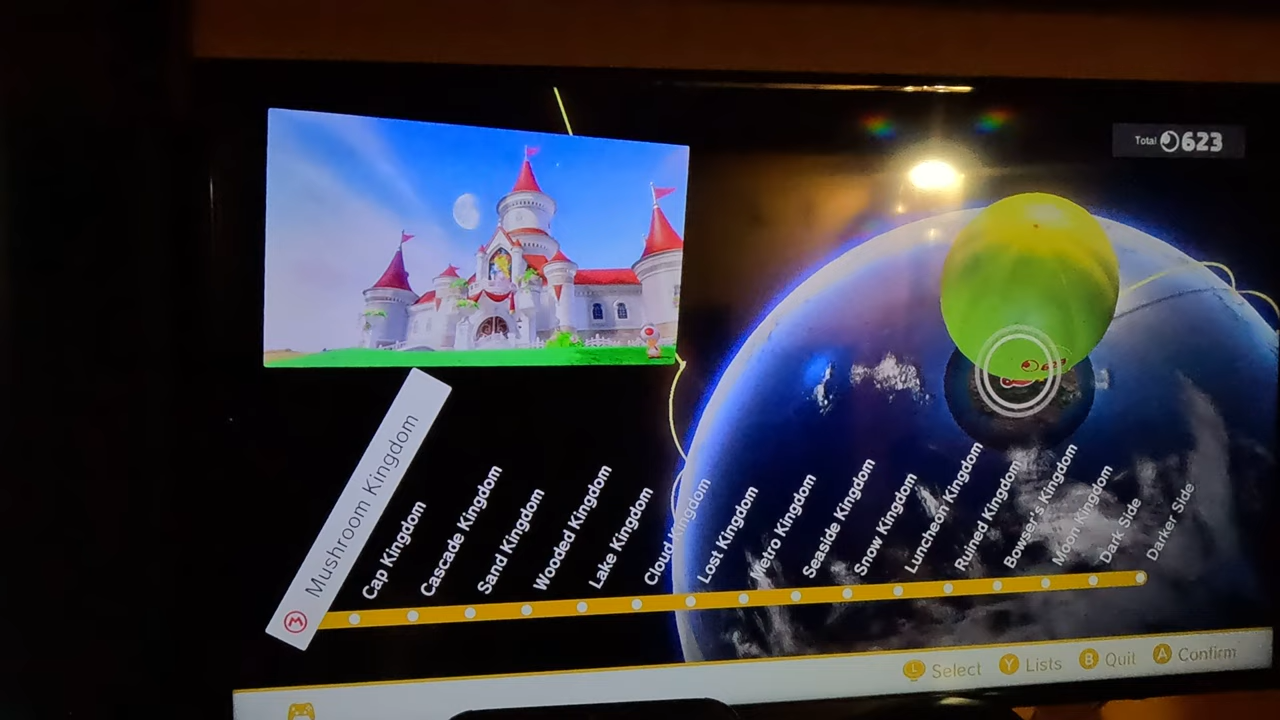 Total 623
Mushroom Kingdom
Cap Kingdom
Cascade Kingdom
Sand Kingdom
Wooded Kingdom
Lake Kingdom
Cloud Kingdom
Lost Kingdom
Metro Kingdom
Seaside Kingdom
Snow Kingdom
Luncheon Kingdom
Ruined Kingdom
Bowser's Kingdom
Moon Kingdom
Dark Side
Darker Side
L Select Y Lists B Quit A Confirm